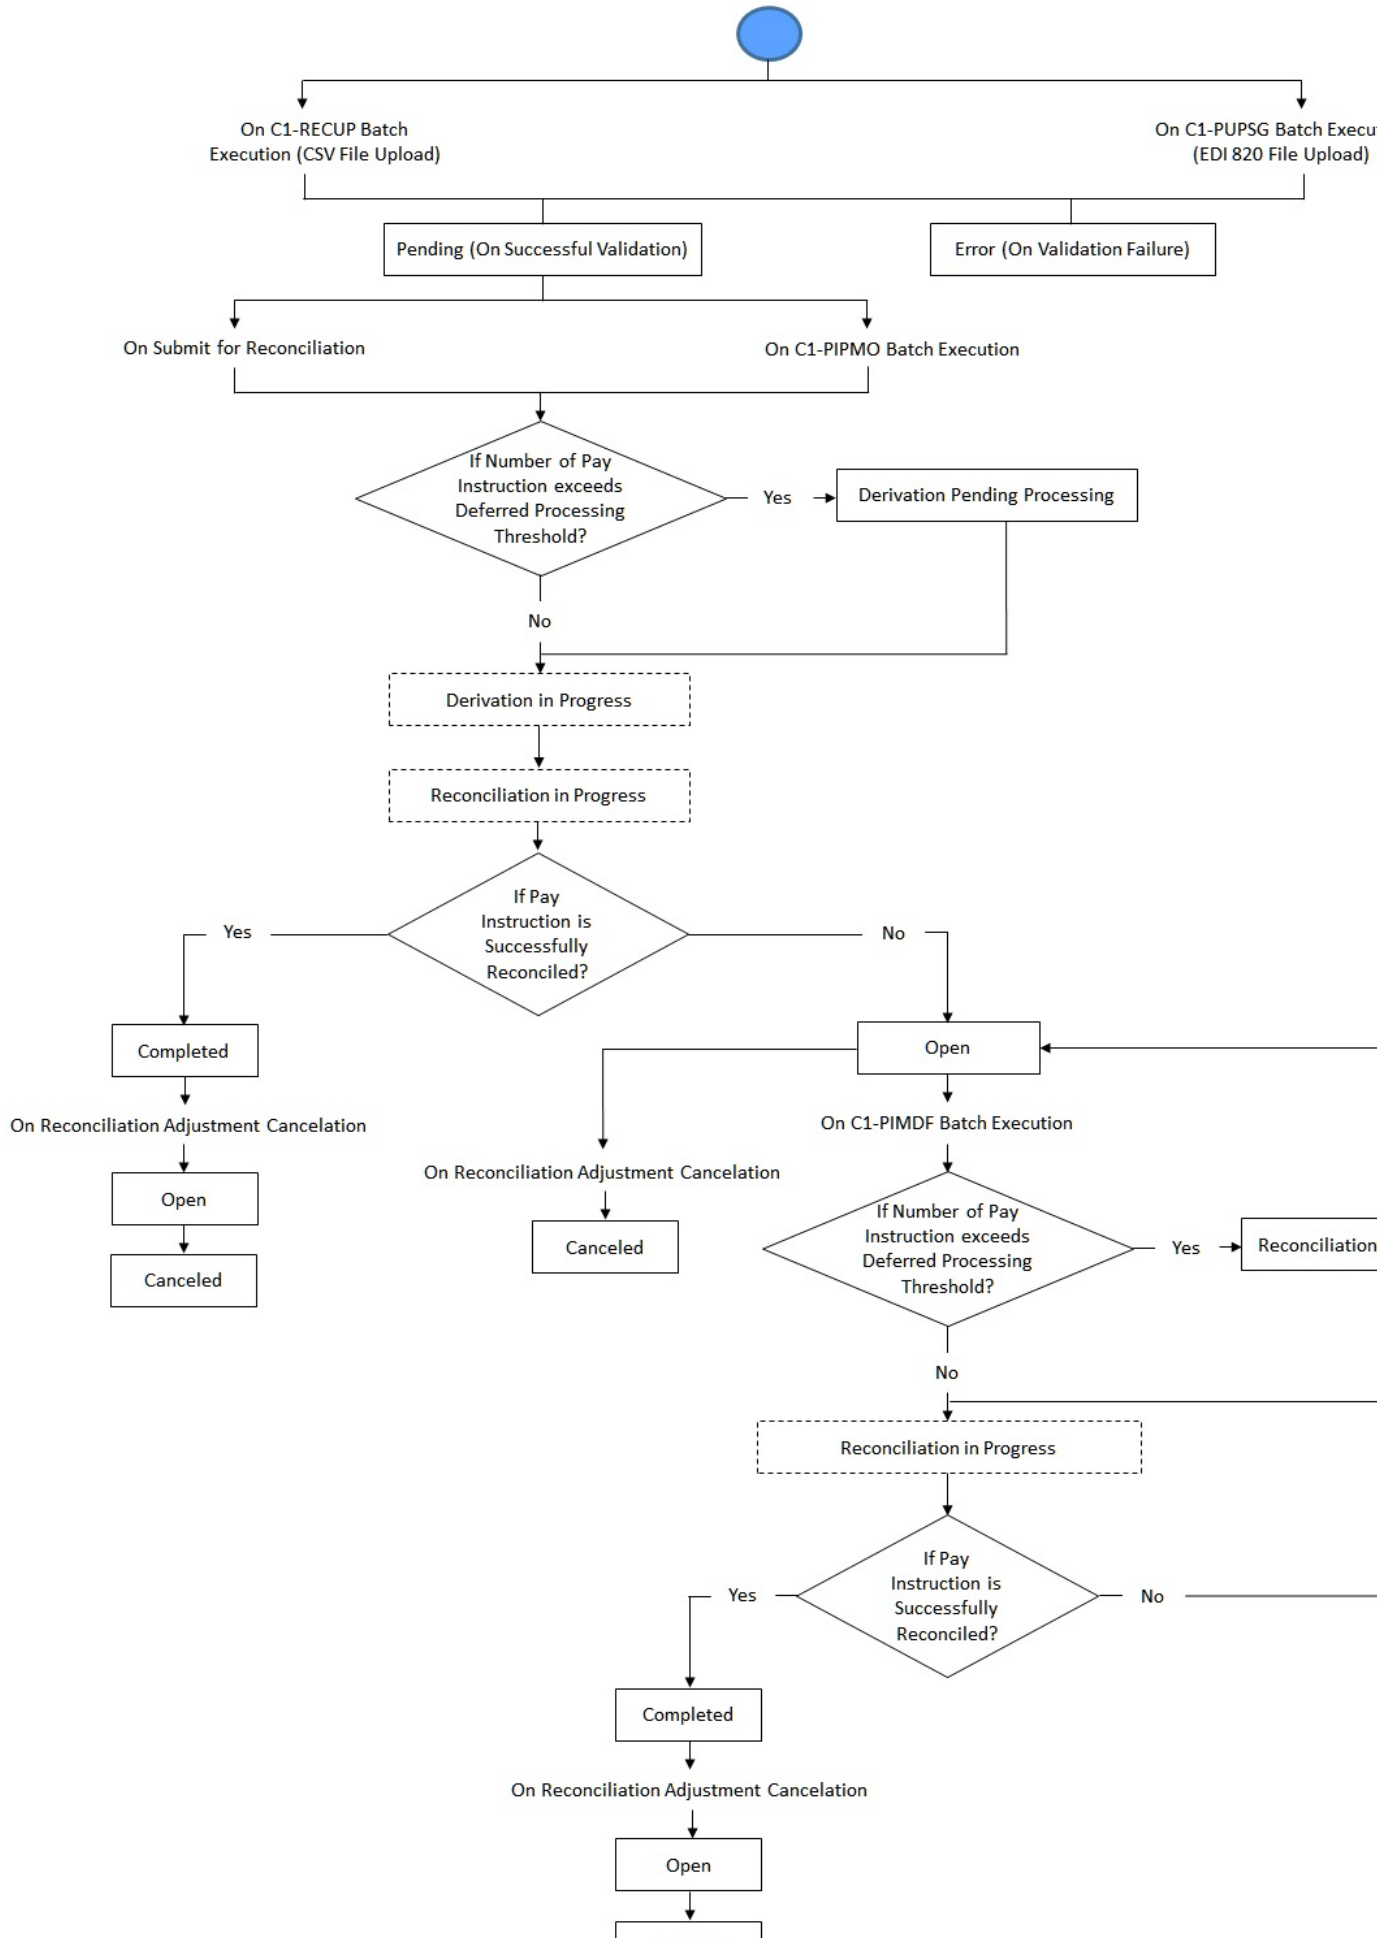 On C1-RECUP Batch
Execution (CSV File Upload)
On C1-PUPSG Batch
(EDI 820 File Upload)
Pending (On Successful Validation)
Error (On Validation Failure)
On Submit for Reconciliation
On C1-PIPMO Batch Execution
If Number of Pay
Instruction exceeds
Deferred Processing
Threshold?
Yes
Derivation Pending Processing
No
Derivation in Progress
Reconciliation in Progress
If Pay
Instruction is
Successfully
Reconciled?
Yes
No
Completed
Open
On Reconciliation Adjustment Cancelation
On C1-PIMDF Batch Execution
On Reconciliation Adjustment Cancelation
Open
Canceled
Canceled
If Number of Pay
Instruction exceeds
Deferred Processing
Threshold?
Yes
Reconciliation
No
Reconciliation in Progress
If Pay
Instruction is
Successfully
Reconciled?
Yes
No
Completed
On Reconciliation Adjustment Cancelation
Open